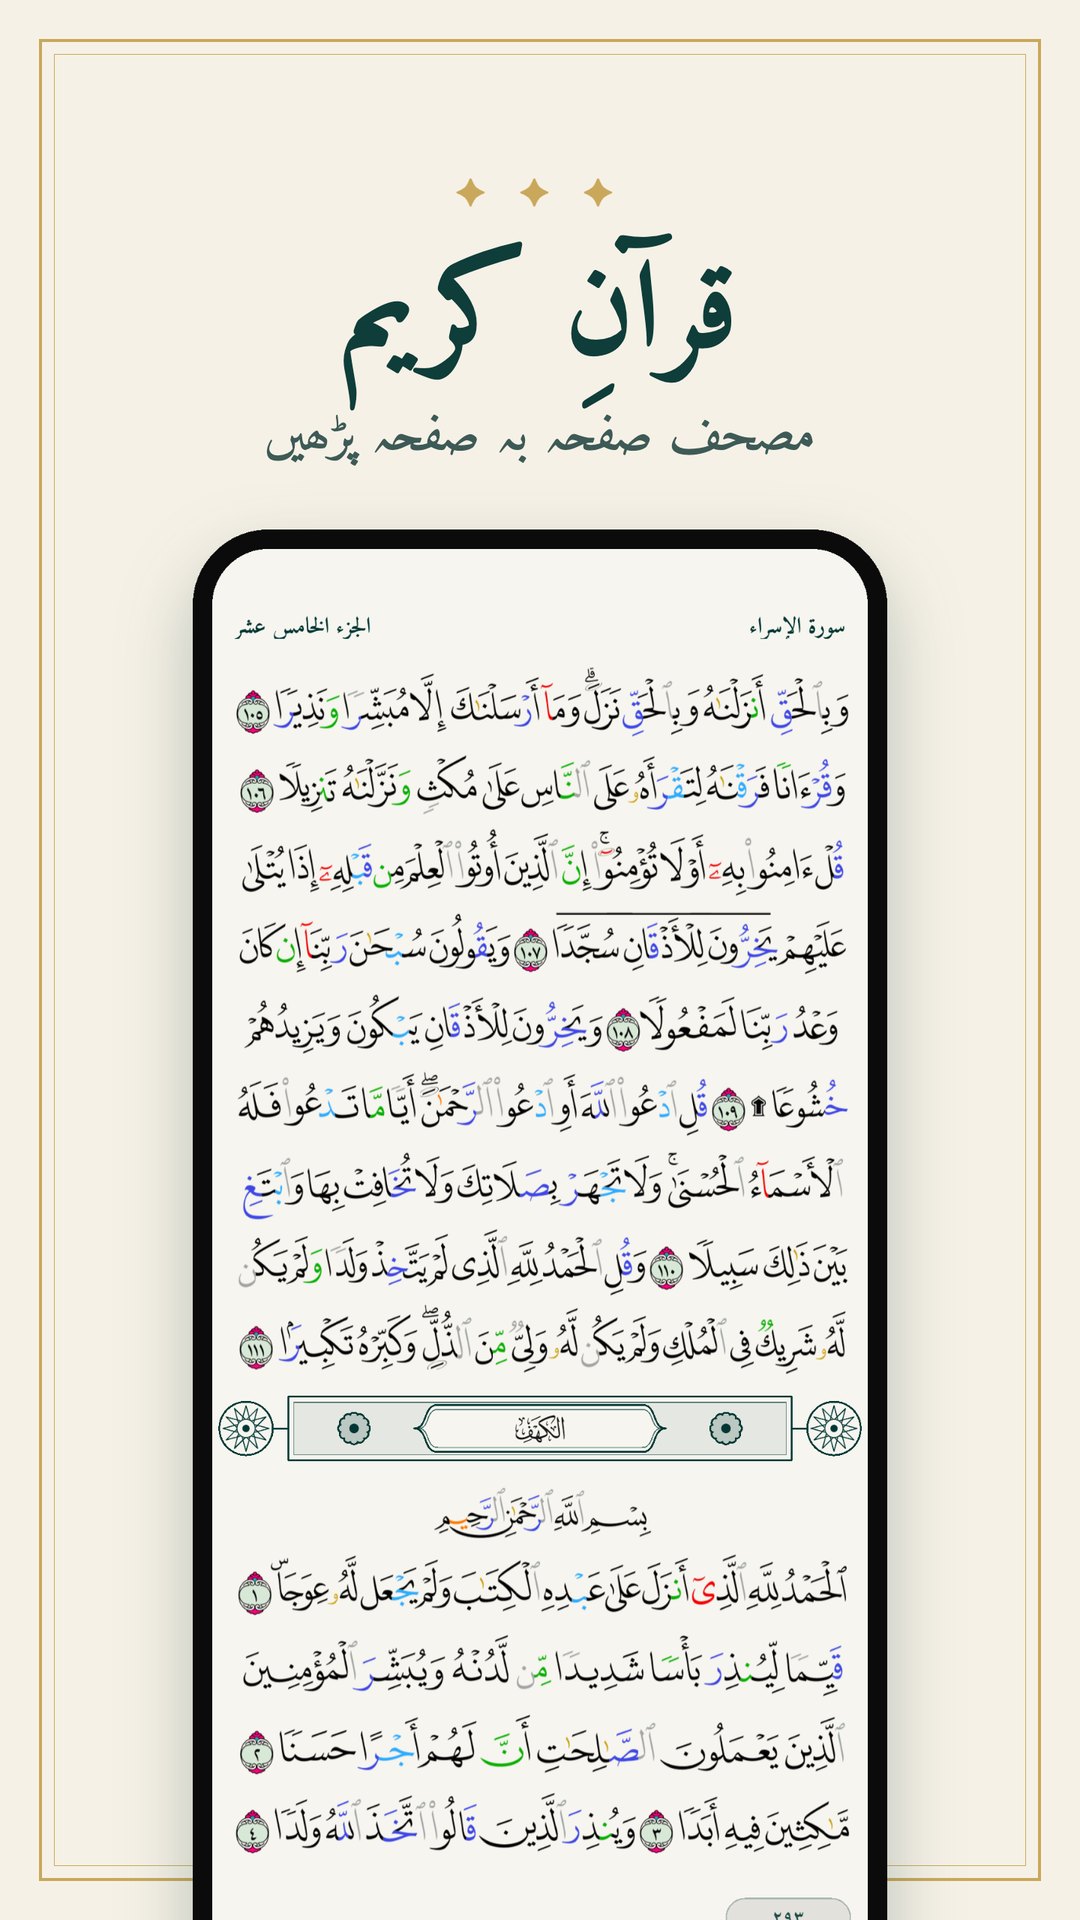 قرآنِ کریم
مصحف صفحہ بہ صفحہ پڑھیں
سورة الإسراء
الجزء الخامس عشر
وَبِٱلْحَقِّ أَنزَلْنَٰهُ وَبِٱلْحَقِّ نَزَلَ ۗ وَمَآ أَرْسَلْنَٰكَ إِلَّا مُبَشِّرًا وَنَذِيرًا ١٠٥
وَقُرْءَانًا فَرَقْنَٰهُ لِتَقْرَأَهُۥ عَلَى ٱلنَّاسِ عَلَىٰ مُكْثٍ وَنَزَّلْنَٰهُ تَنزِيلًا ١٠٦
قُلْ ءَامِنُوا۟ بِهِۦٓ أَوْ لَا تُؤْمِنُوٓا۟ ۚ إِنَّ ٱلَّذِينَ أُوتُوا۟ ٱلْعِلْمَ مِن قَبْلِهِۦٓ إِذَا يُتْلَىٰ
عَلَيْهِمْ يَخِرُّونَ لِلْأَذْقَانِ سُجَّدًا ١٠٧ وَيَقُولُونَ سُبْحَٰنَ رَبِّنَآ إِن كَانَ
وَعْدُ رَبِّنَا لَمَفْعُولًا ١٠٨ وَيَخِرُّونَ لِلْأَذْقَانِ يَبْكُونَ وَيَزِيدُهُمْ
خُشُوعًا ۩ ١٠٩ قُلِ ٱدْعُوا۟ ٱللَّهَ أَوِ ٱدْعُوا۟ ٱلرَّحْمَٰنَ ۖ أَيًّا مَّا تَدْعُوا۟ فَلَهُ
ٱلْأَسْمَآءُ ٱلْحُسْنَىٰ ۚ وَلَا تَجْهَرْ بِصَلَاتِكَ وَلَا تُخَافِتْ بِهَا وَٱبْتَغِ
بَيْنَ ذَٰلِكَ سَبِيلًا ١١٠ وَقُلِ ٱلْحَمْدُ لِلَّهِ ٱلَّذِى لَمْ يَتَّخِذْ وَلَدًا وَلَمْ يَكُن
لَّهُۥ شَرِيكٌ فِى ٱلْمُلْكِ وَلَمْ يَكُن لَّهُۥ وَلِىٌّ مِّنَ ٱلذُّلِّ ۖ وَكَبِّرْهُ تَكْبِيرًۢا ١١١
الكهف
بِسْمِ ٱللَّهِ ٱلرَّحْمَٰنِ ٱلرَّحِيمِ
ٱلْحَمْدُ لِلَّهِ ٱلَّذِىٓ أَنزَلَ عَلَىٰ عَبْدِهِ ٱلْكِتَٰبَ وَلَمْ يَجْعَل لَّهُۥ عِوَجَاۜ ١
قَيِّمًا لِّيُنذِرَ بَأْسًا شَدِيدًا مِّن لَّدُنْهُ وَيُبَشِّرَ ٱلْمُؤْمِنِينَ
ٱلَّذِينَ يَعْمَلُونَ ٱلصَّٰلِحَٰتِ أَنَّ لَهُمْ أَجْرًا حَسَنًا ٢
مَّٰكِثِينَ فِيهِ أَبَدًا ٣ وَيُنذِرَ ٱلَّذِينَ قَالُوا۟ ٱتَّخَذَ ٱللَّهُ وَلَدًا ٤
٢٩٣